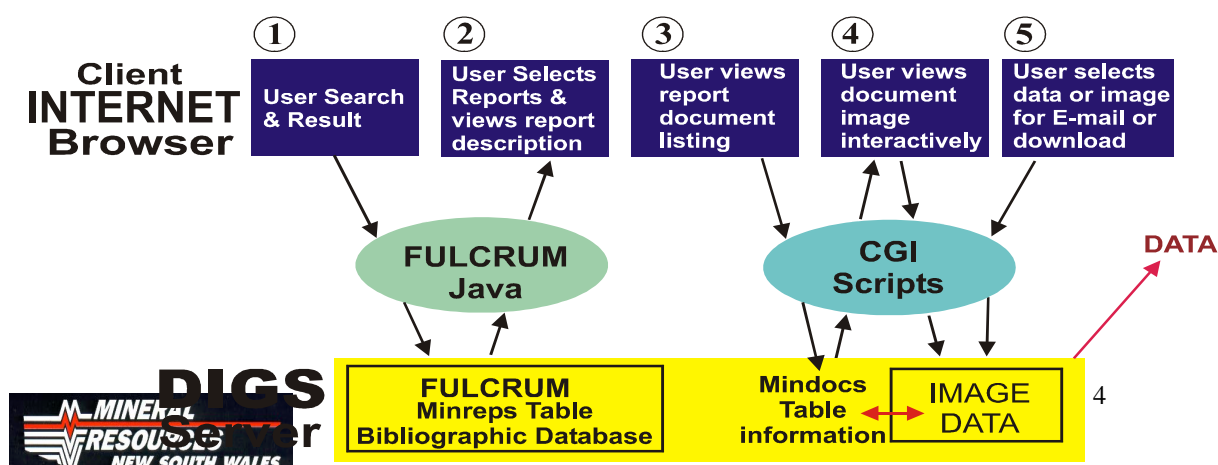 1
2
3
4
5
Client
INTERNET
Browser
User Search
& Result
User Selects
Reports &
views report
description
User views
report
document
listing
User views
document
image
interactively
User selects
data or image
for E-mail or
download
FULCRUM
Java
CGI
Scripts
DATA
DIGS
Server
FULCRUM
Minreps Table
Bibliographic Database
Mindocs
Table
information
IMAGE
DATA
4
MINERAL
RESOURCES
NEW SOUTH WALES